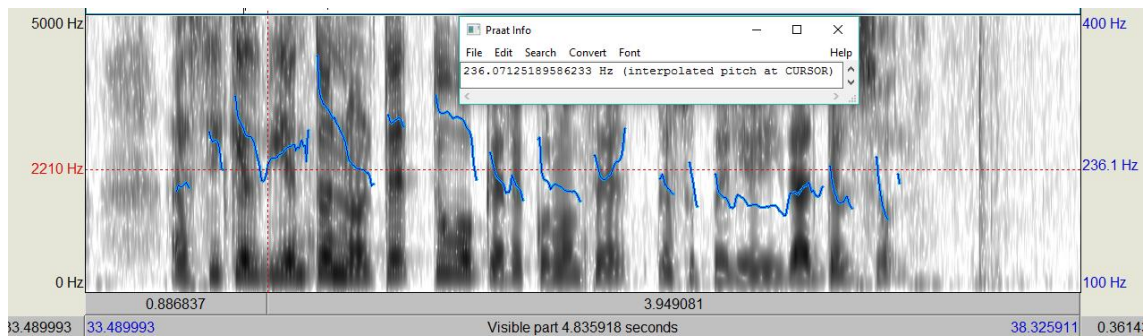 5000 Hz
400 Hz
Praat Info
File Edit Search Convert Font Help
236.07125189586233 Hz (interpolated pitch at CURSOR)
2210 Hz
236.1 Hz
0 Hz
100 Hz
0.886837 3.949081
33.489993 Visible part 4.835918 seconds 38.325911